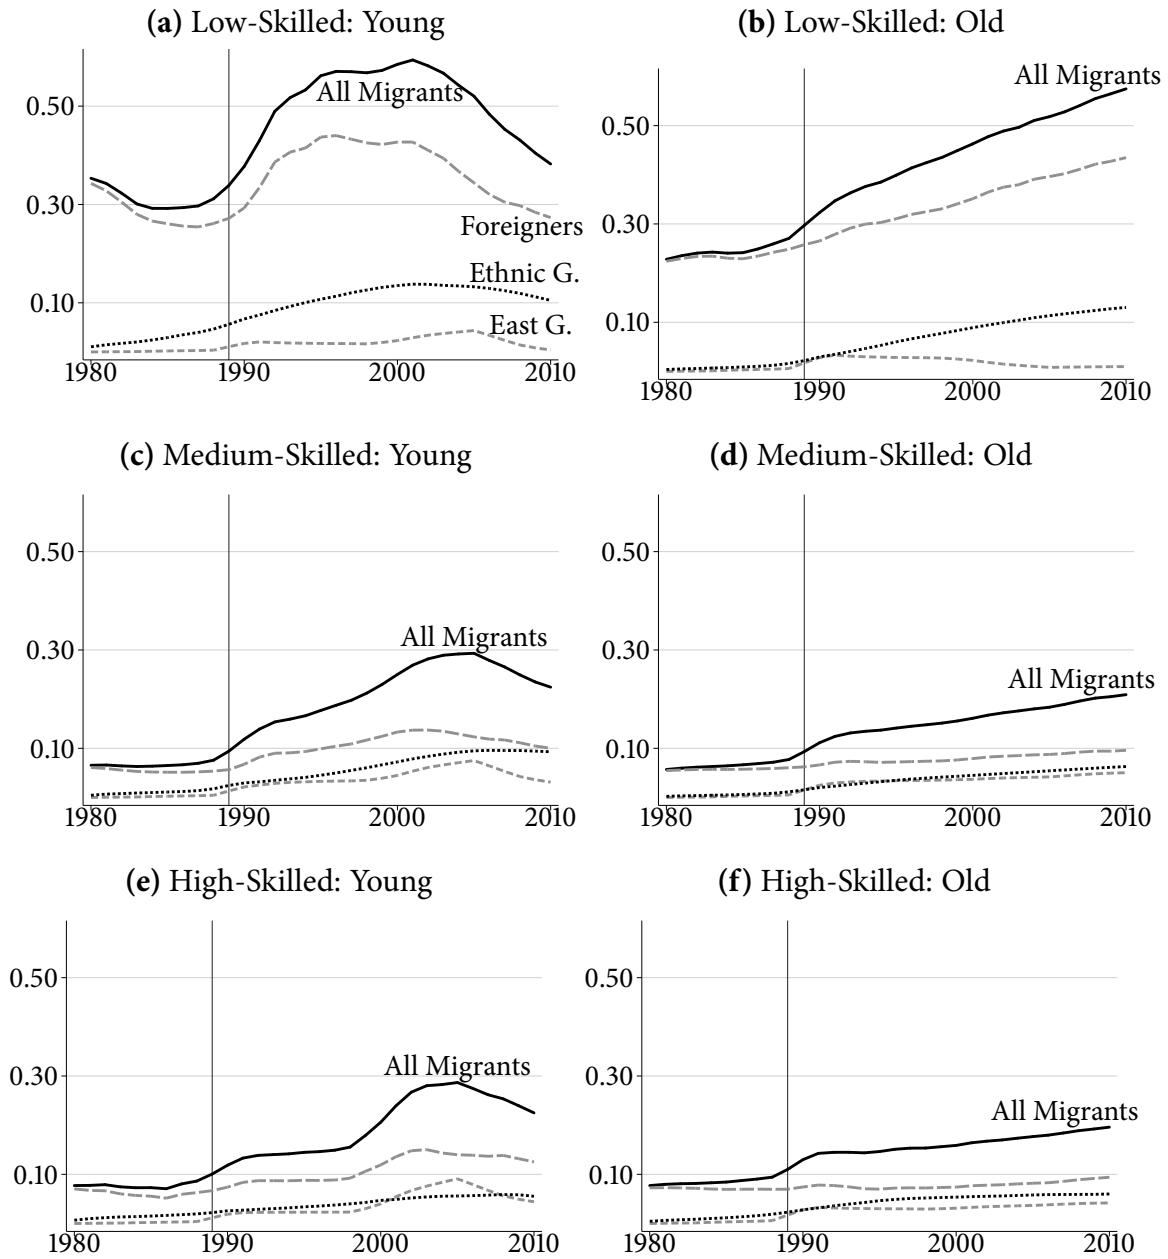 (a) Low-Skilled: Young
0.50
0.30
0.10
All Migrants
Foreigners
Ethnic G.
East G.
1980 1990 2000 2010
(b) Low-Skilled: Old
0.50
0.30
0.10
All Migrants
1980 1990 2000 2010
(c) Medium-Skilled: Young
0.50
0.30
0.10
All Migrants
1980 1990 2000 2010
(d) Medium-Skilled: Old
0.50
0.30
0.10
All Migrants
1980 1990 2000 2010
(e) High-Skilled: Young
0.50
0.30
0.10
All Migrants
1980 1990 2000 2010
(f) High-Skilled: Old
0.50
0.30
0.10
All Migrants
1980 1990 2000 2010